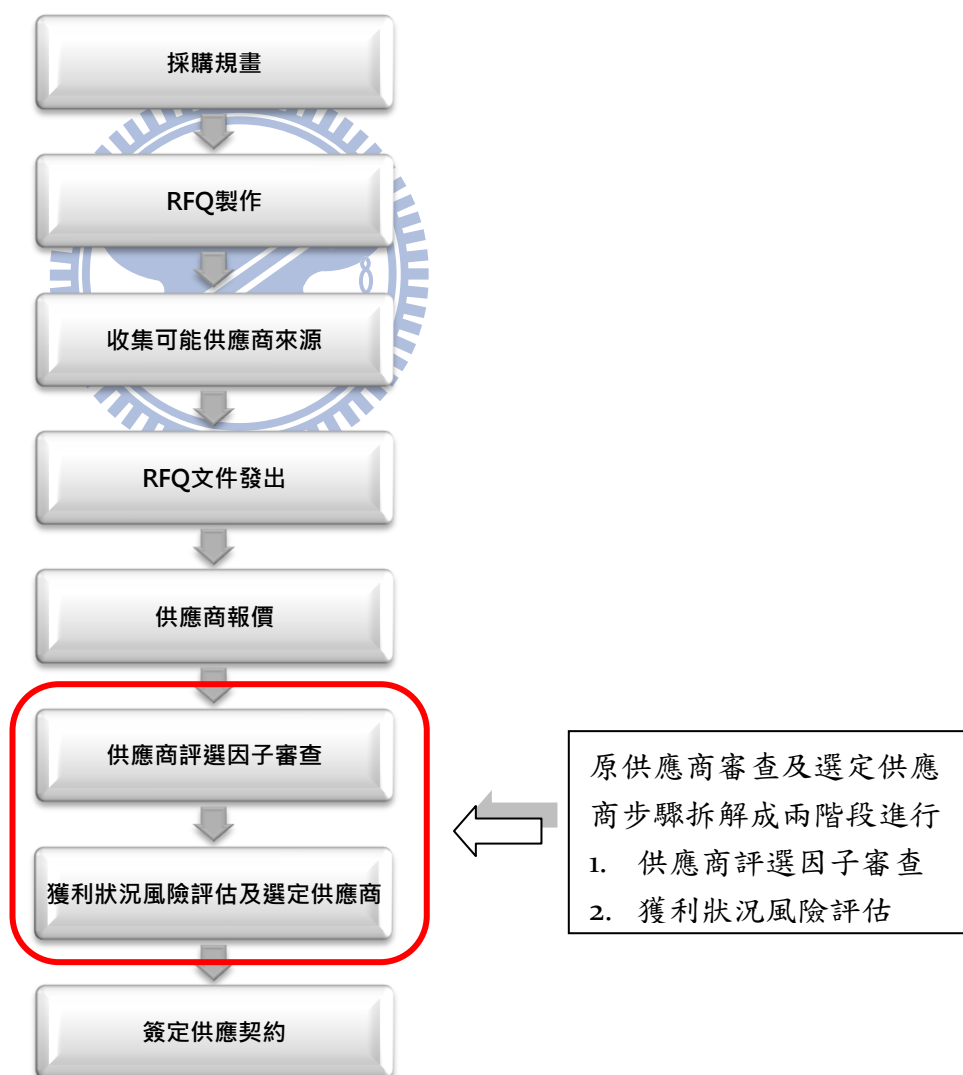 採購規畫
RFQ製作
收集可能供應商來源
RFQ文件發出
供應商報價
供應商評選因子審查
獲利狀況風險評估及選定供應商
簽定供應契約
原供應商審查及選定供應
商步驟拆解成兩階段進行
1. 供應商評選因子審查
2. 獲利狀況風險評估